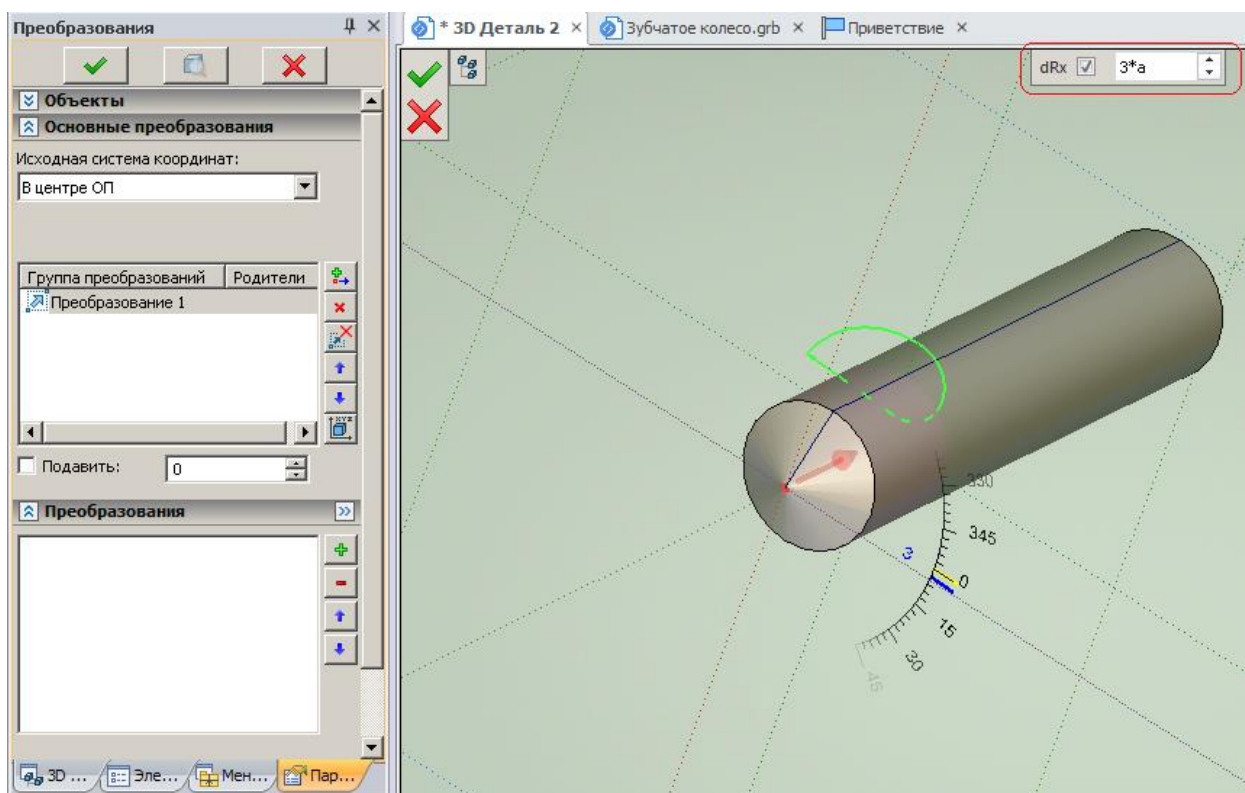 Преобразования
* 3D Деталь 2
Зубчатое колесо.grb
Приветствие
dRx 3*a
Объекты
Основные преобразования
Исходная система координат:
В центре ОП
Группа преобразований Родители
Преобразование 1
Подавить: 0
Преобразования
330
345
3
0
15
30
45
3D ... Эле... Мен... Пар...